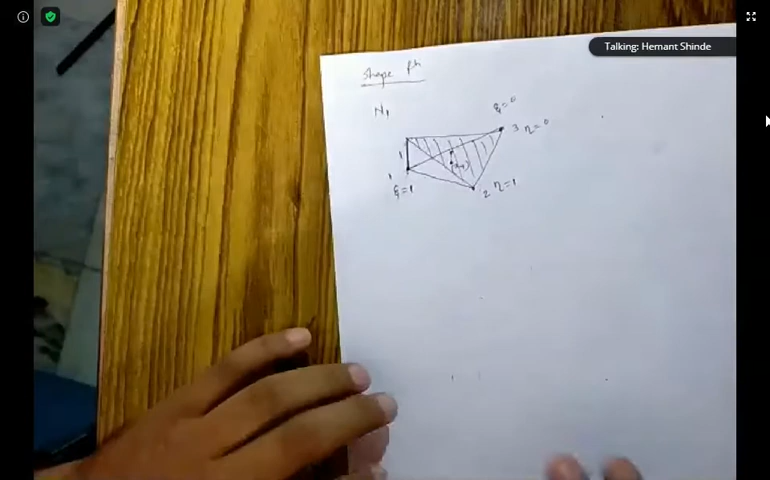 Talking: Hemant Shinde
Shape fn
N1
ξ=0
3 η=0
1
1
ξ=1
2 η=1